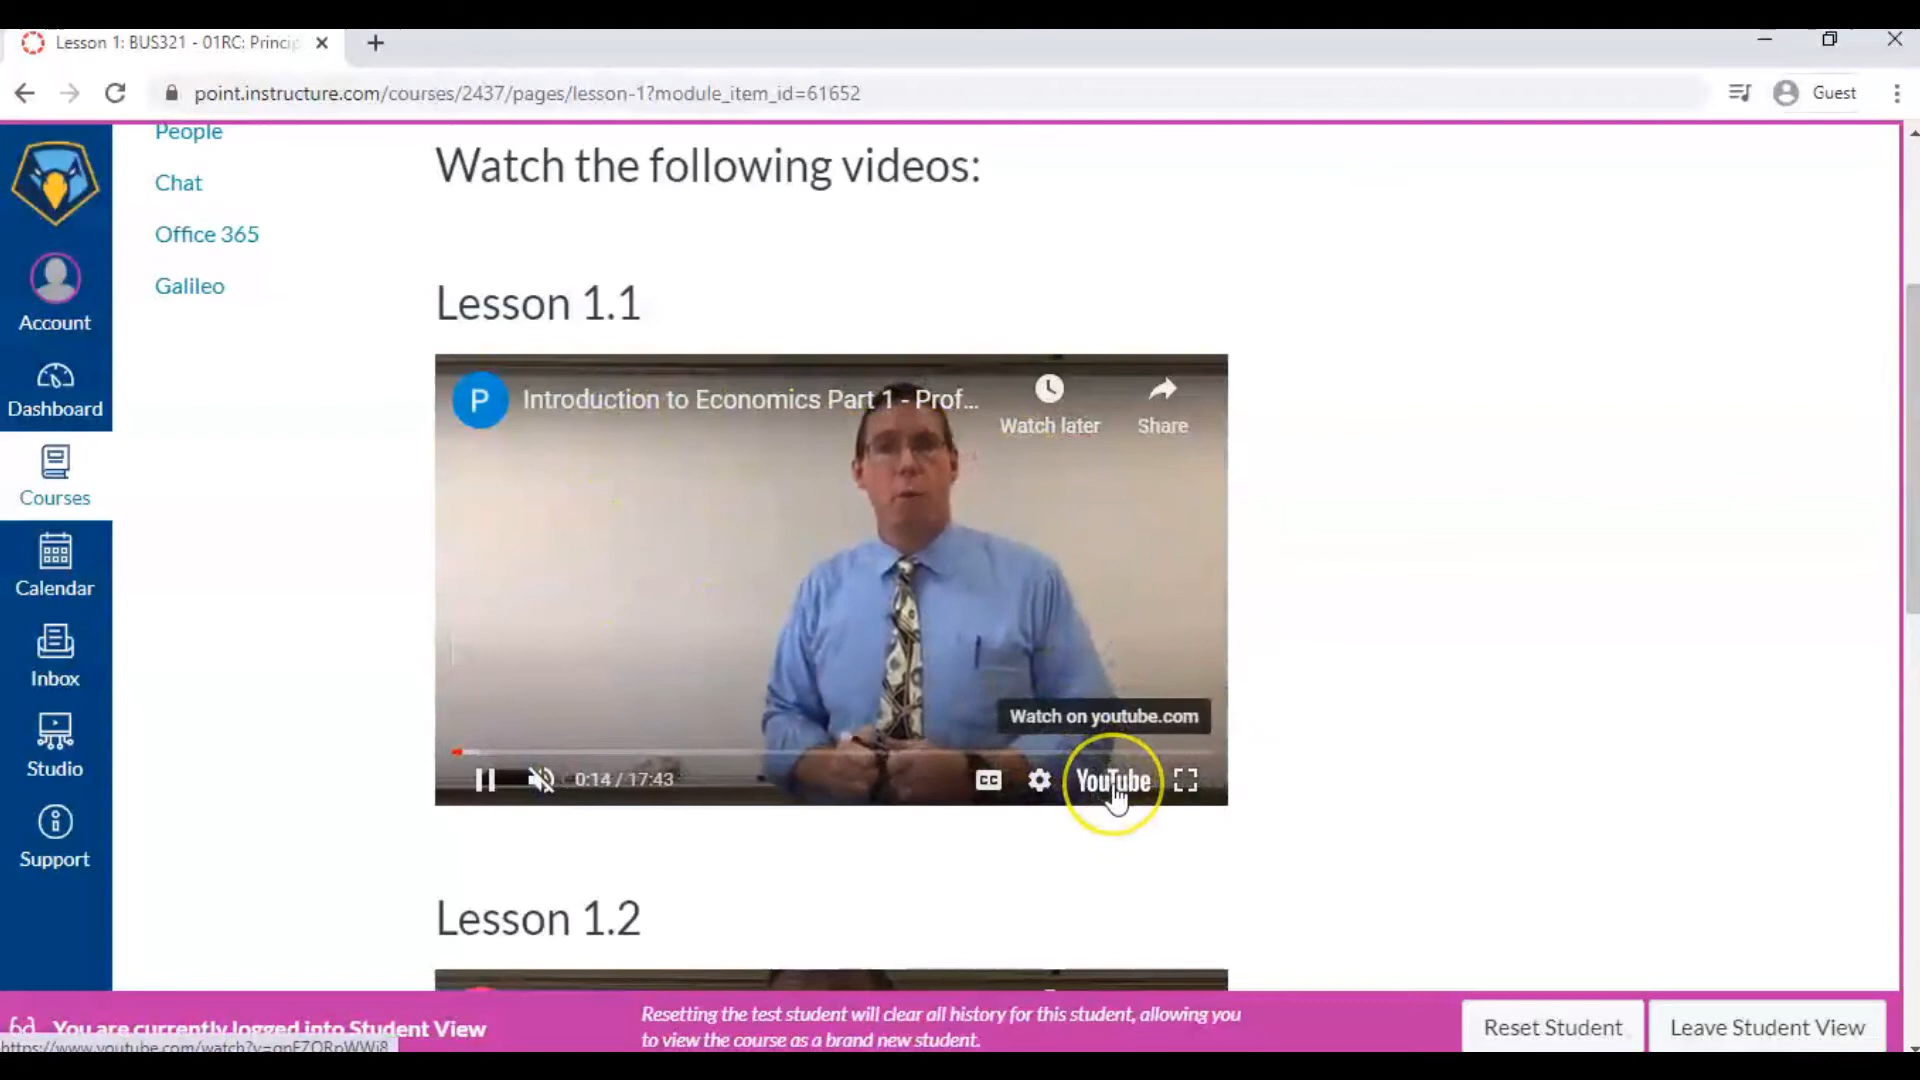 Lesson 1: BUS321 - 01RC: Princip
point.instructure.com/courses/2437/pages/lesson-1?module_item_id=61652
Guest
People
Chat
Office 365
Galileo
Account
Dashboard
Courses
Calendar
Inbox
Studio
Support
Watch the following videos:
Lesson 1.1
P
Introduction to Economics Part 1 - Prof...
Watch later
Share
Watch on youtube.com
0:14 / 17:43
CC
YouTube
Lesson 1.2
You are currently logged into Student View
Resetting the test student will clear all history for this student, allowing you
to view the course as a brand new student.
Reset Student
Leave Student View